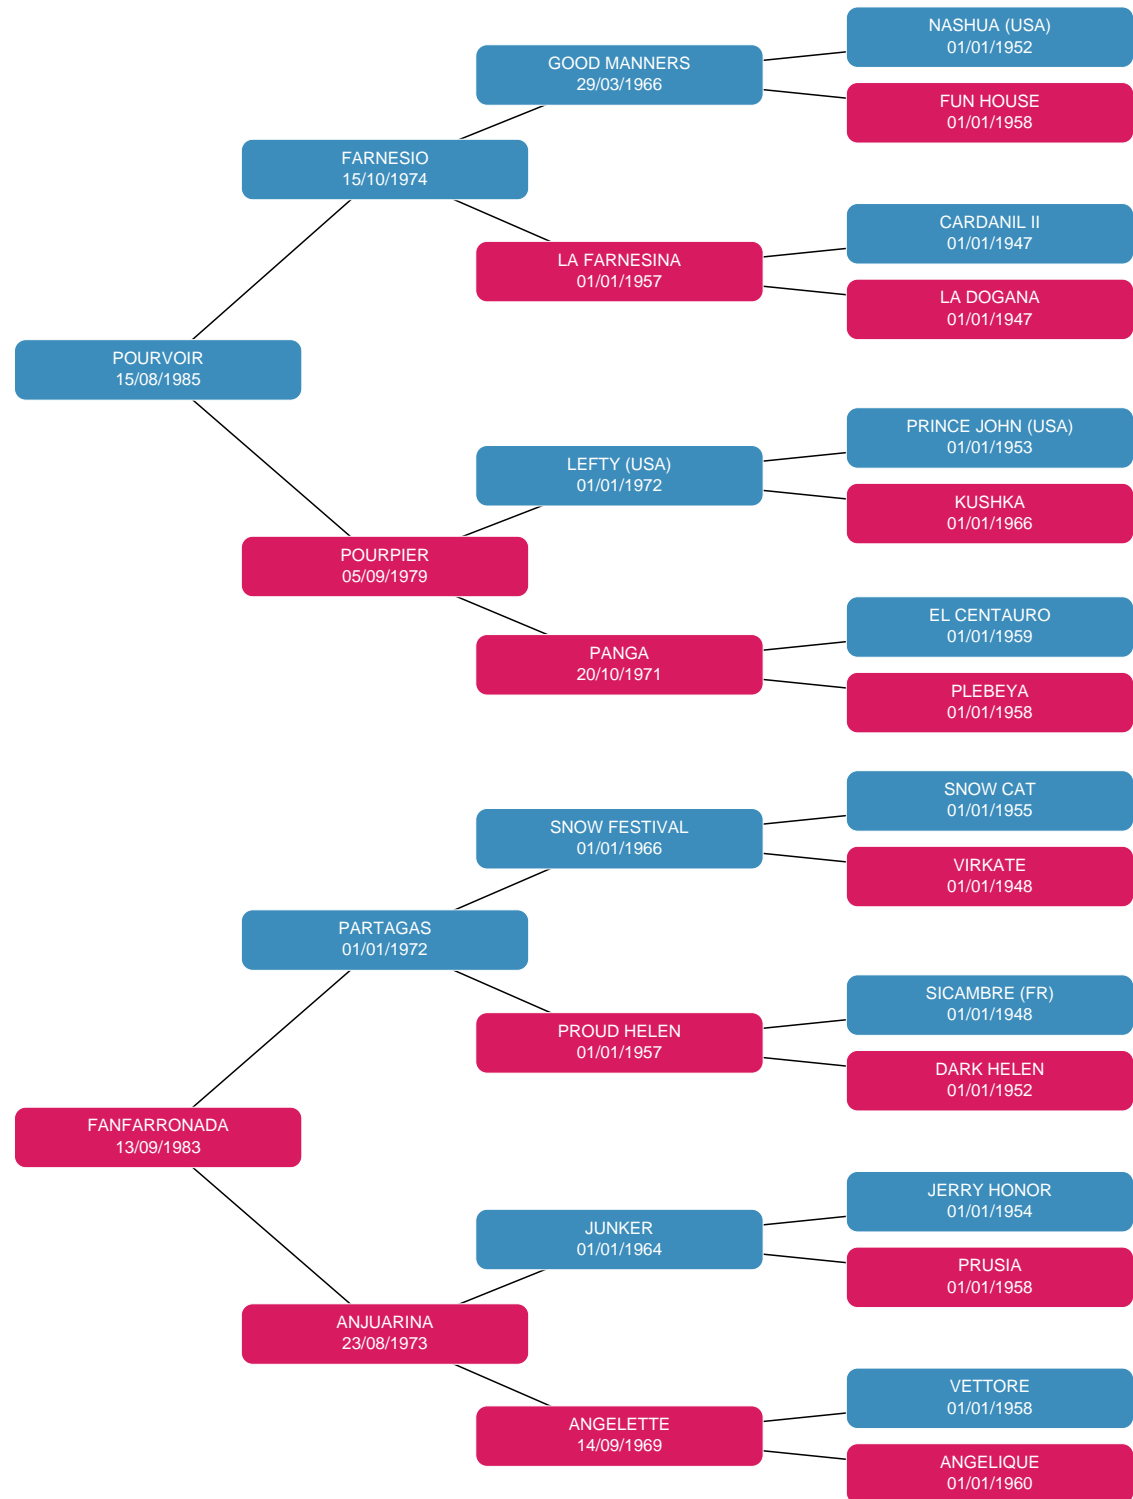 NASHUA (USA)
01/01/1952
GOOD MANNERS
29/03/1966
FUN HOUSE
01/01/1958
FARNESIO
15/10/1974
CARDANIL II
01/01/1947
LA FARNESINA
01/01/1957
LA DOGANA
01/01/1947
POURVOIR
15/08/1985
PRINCE JOHN (USA)
01/01/1953
LEFTY (USA)
01/01/1972
KUSHKA
01/01/1966
POURPIER
05/09/1979
EL CENTAURO
01/01/1959
PANGA
20/10/1971
PLEBEYA
01/01/1958
SNOW CAT
01/01/1955
SNOW FESTIVAL
01/01/1966
VIRKATE
01/01/1948
PARTAGAS
01/01/1972
SICAMBRE (FR)
01/01/1948
PROUD HELEN
01/01/1957
DARK HELEN
01/01/1952
FANFARRONADA
13/09/1983
JERRY HONOR
01/01/1954
JUNKER
01/01/1964
PRUSIA
01/01/1958
ANJUARINA
23/08/1973
VETTORE
01/01/1958
ANGELETTE
14/09/1969
ANGELIQUE
01/01/1960